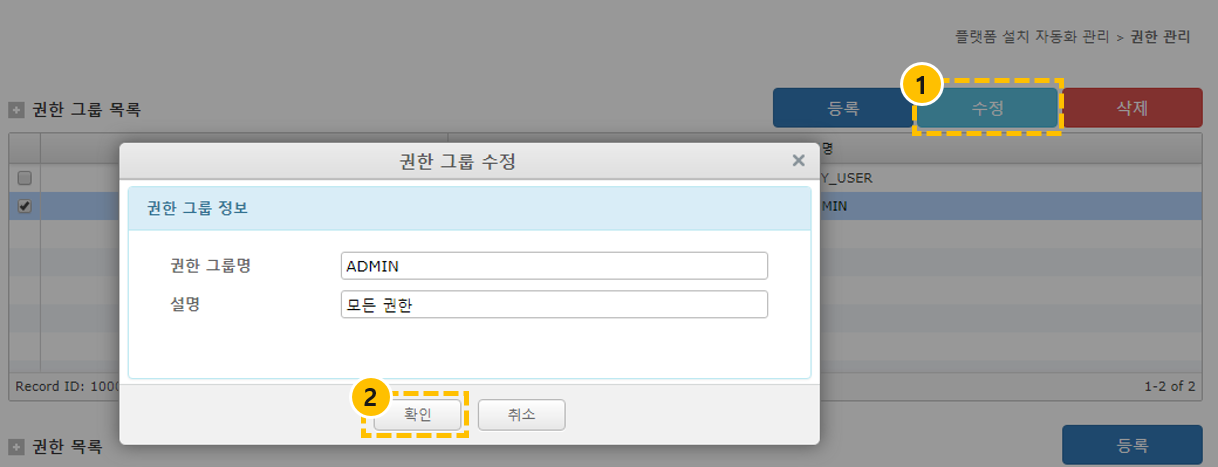 플랫폼 설치 자동화 관리 > 권한 관리
1
권한 그룹 목록
등록
수정
삭제
명
권한 그룹 수정
Y_USER
권한 그룹 정보
MIN
권한 그룹명
ADMIN
설명
모든 권한
Record ID: 1000
1-2 of 2
2
확인
취소
권한 목록
등록